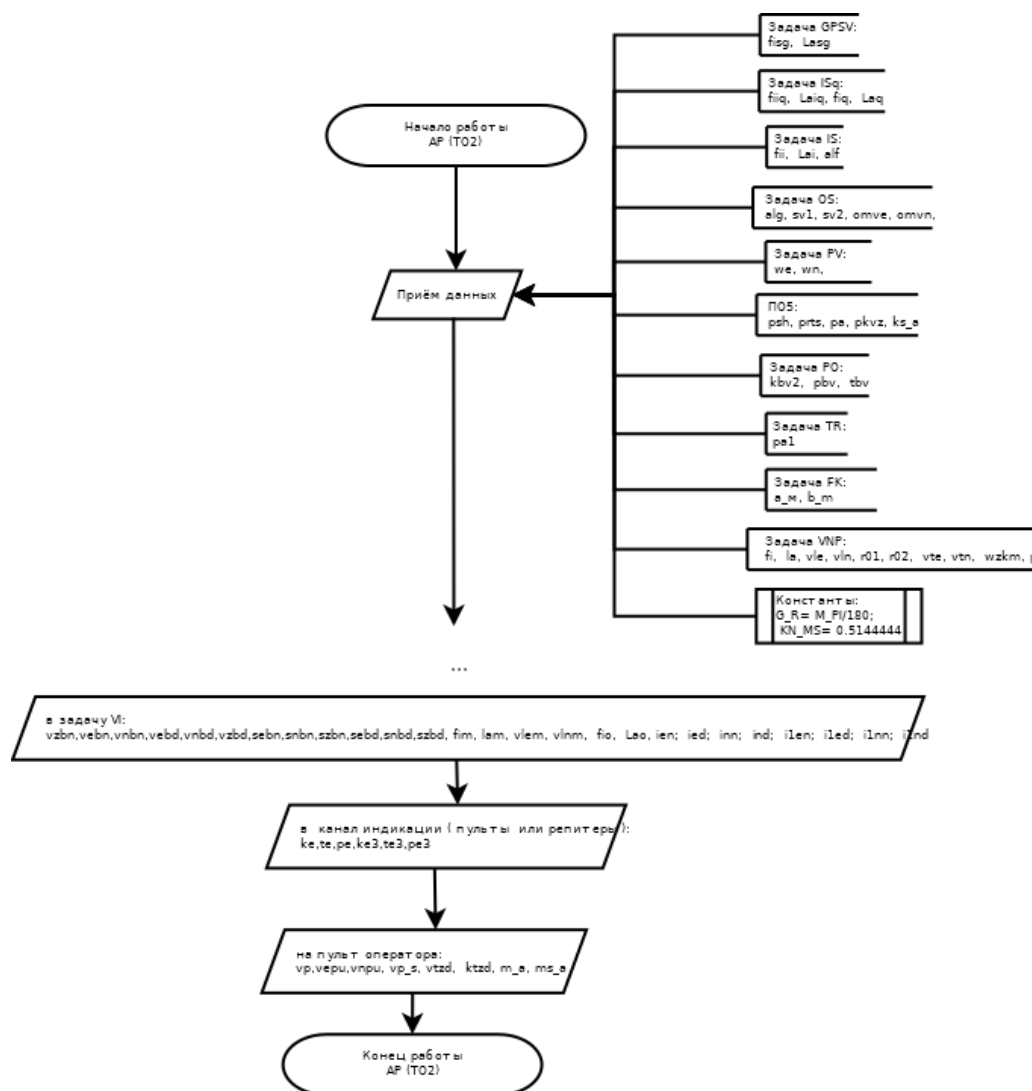 Задача GPSV:
fisg, Lasg
Задача ISq:
fiiq, Laiq, fiq, Laq
Начало работы
АР (ТО2)
Задача IS:
fii, Lai, alf
Задача OS:
alg, sv1, sv2, omve, omvn,
Задача PV:
we, wn,
Приём данных
ПО5:
psh, prts, pa, pkvz, ks_a
Задача РО:
kbv2, pbv, tbv
Задача TR:
pa1
Задача FK:
a_м, b_m
Задача VNP:
fi, la, vle, vln, r01, r02, vte, vtn, wzkm,
Константы:
G_R= M_PI/180;
KN_MS= 0.5144444
...
в задачу VI:
vzbn,vebn,vnbn,vebd,vnbd,vzbd,sebn,snbn,szbn,sebd,snbd,szbd, fim, lam, vlem, vlnm, fio, Lao, ien; ied; inn; ind; i1en; i1ed; i1nn; i1nd
в канал индикации ( пульты или репитеры):
ke,te,pe,ke3,te3,pe3
на пульт оператора:
vp,vepu,vnpu, vp_s, vtzd, ktzd, m_a, ms_a
Конец работы
АР (ТО2)